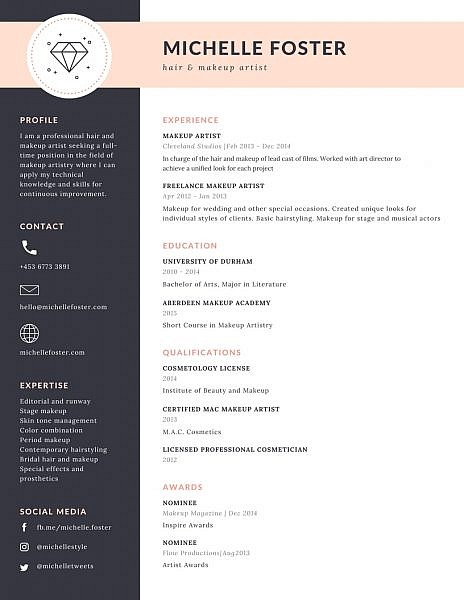 MICHELLE FOSTER
hair & makeup artist
PROFILE
I am a professional hair and
makeup artist seeking a full-
time position in the field of
makeup artistry where I can
apply my technical
knowledge and skills for
continuous improvement.
CONTACT
+453 6773 3891
hello@michellefoster.com
michellefoster.com
EXPERTISE
Editorial and runway
Stage makeup
Skin tone management
Color combination
Period makeup
Contemporary hairstyling
Bridal hair and makeup
Special effects and
prosthetics
SOCIAL MEDIA
fb.me/michelle.foster
@michellestyle
@michelletweets
EXPERIENCE
MAKEUP ARTIST
Cleveland Studios |Feb 2013 – Dec 2014
In charge of the hair and makeup of lead cast of films. Worked with art director to
achieve a unified look for each project
FREELANCE MAKEUP ARTIST
Apr 2012 – Jan 2013
Makeup for wedding and other special occasions. Created unique looks for
individual styles of clients. Basic hairstyling. Makeup for stage and musical actors
EDUCATION
UNIVERSITY OF DURHAM
2010 - 2014
Bachelor of Arts, Major in Literature
ABERDEEN MAKEUP ACADEMY
2015
Short Course in Makeup Artistry
QUALIFICATIONS
COSMETOLOGY LICENSE
2014
Institute of Beauty and Makeup
CERTIFIED MAC MAKEUP ARTIST
2013
M.A.C. Cosmetics
LICENSED PROFESSIONAL COSMETICIAN
2012
AWARDS
NOMINEE
Makeup Magazine | Dec 2014
Inspire Awards
NOMINEE
Flow Productions|Aug2013
Artist Awards